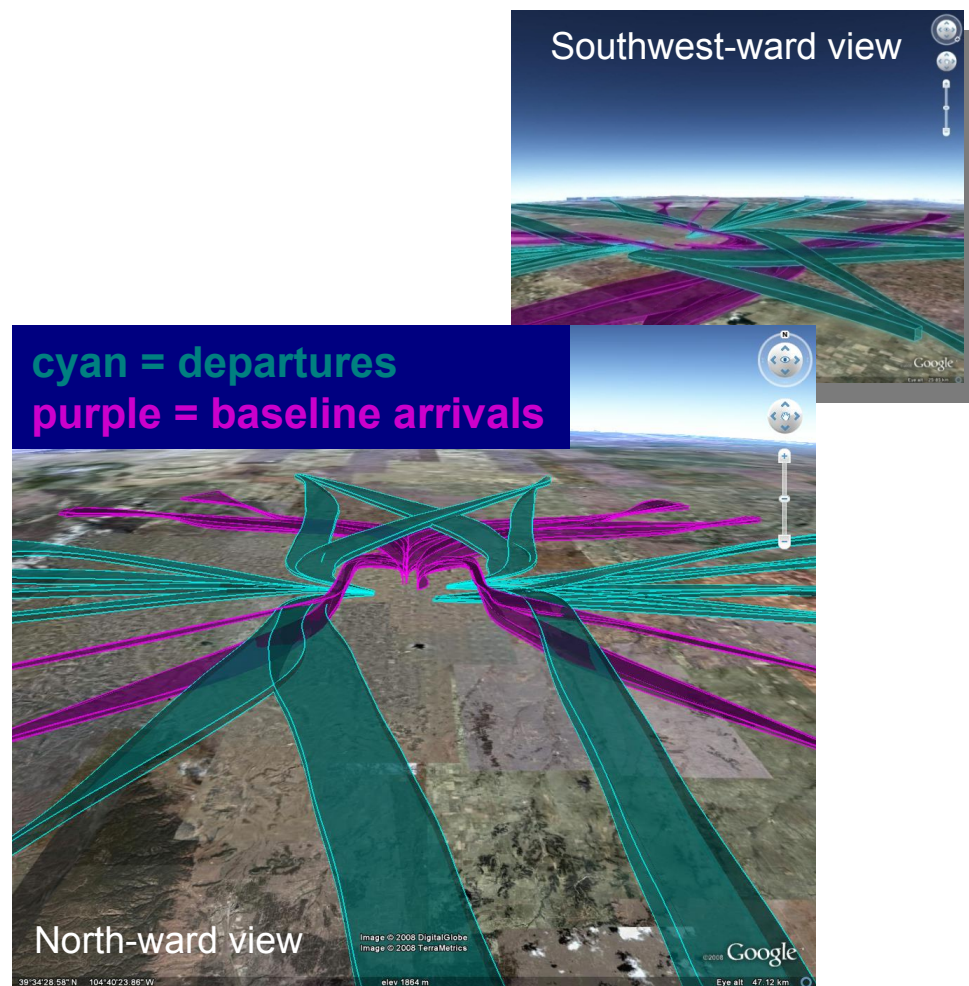 Southwest-ward view
Google
cyan = departures
purple = baseline arrivals
N
North-ward view
Image © 2008 DigitalGlobe
Image © 2008 TerraMetrics
©2008 Google
39°34'28.58" N 104°40'23.86" W elev 1864 m Eye alt 47.12 km